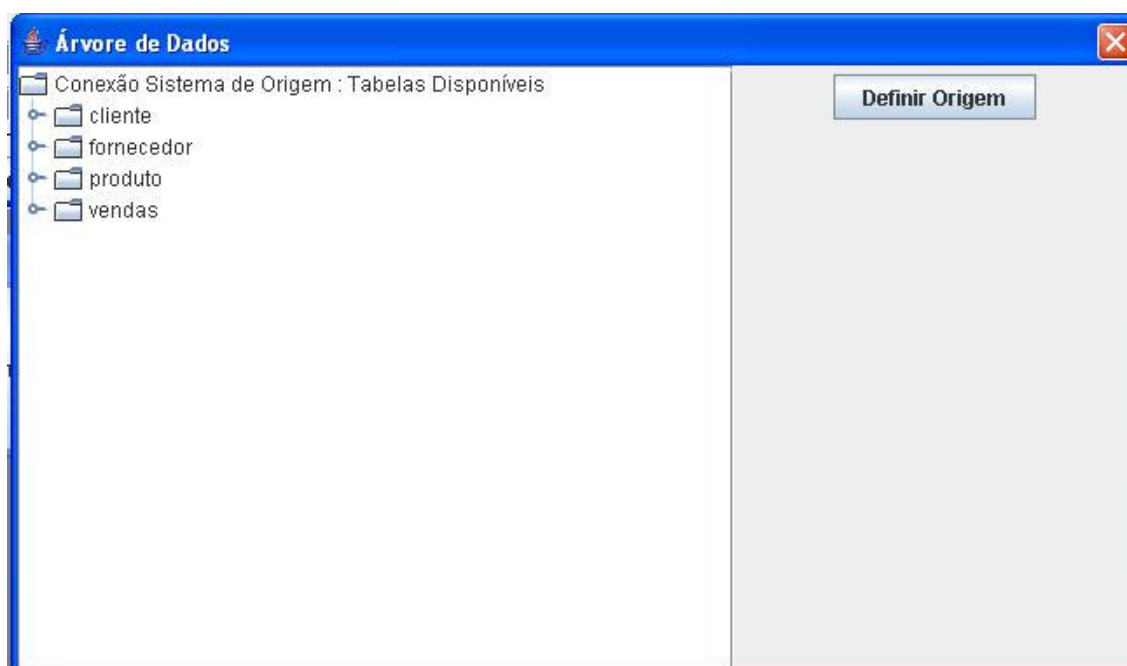 Árvore de Dados
Conexão Sistema de Origem : Tabelas Disponíveis
Definir Origem
cliente
fornecedor
produto
vendas